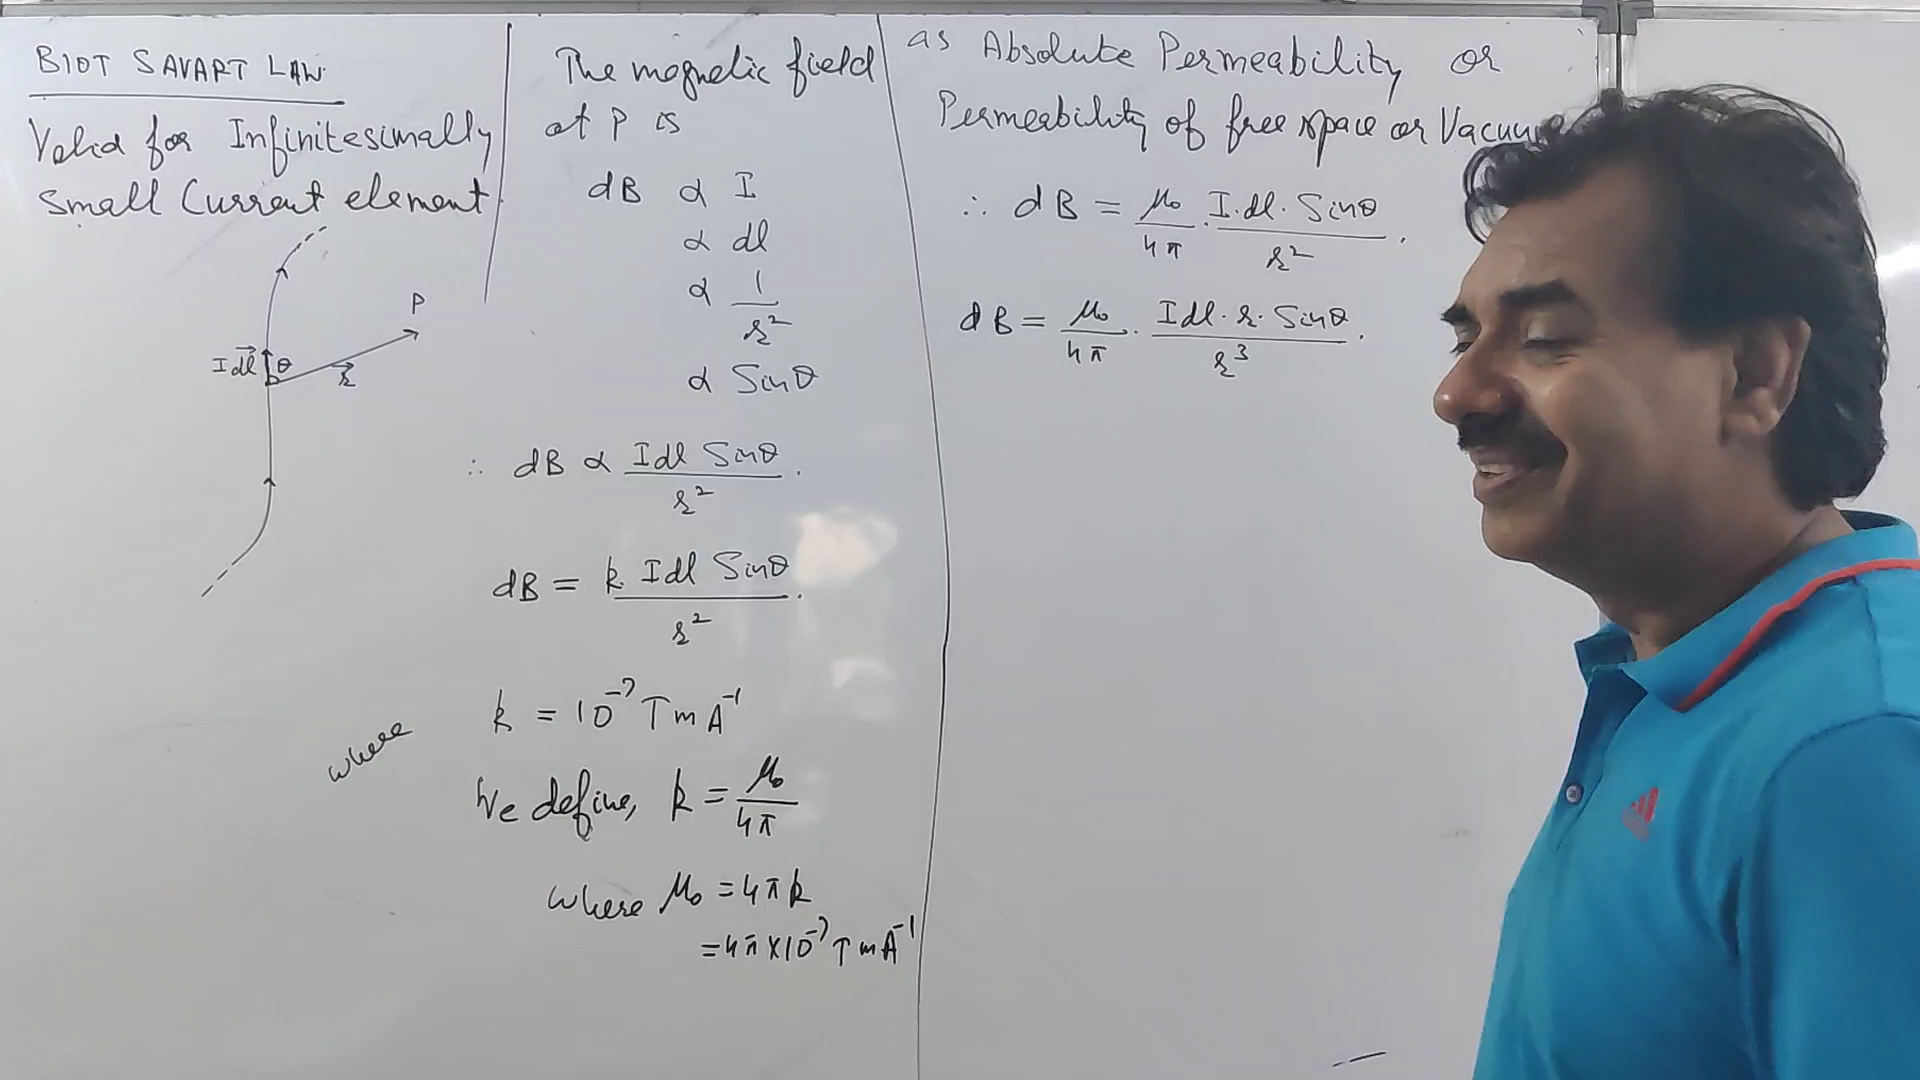 BIOT SAVART LAW
Valid for Infinitesimally
Small Current element.
P
I d𝑙⃗ θ
r⃗
The magnetic field
at P is
dB ∝ I
∝ dl
∝ 1/r²
∝ Sinθ
∴ dB ∝ Idl Sinθ/r².
dB = k. Idl Sinθ/r².
where k = 10⁻⁷ T m A⁻¹
We define, k = μ₀/4π
where μ₀ = 4πk
= 4π×10⁻⁷ T m A⁻¹
as Absolute Permeability or
Permeability of free space or Vacuum
∴ dB = μ₀/4π · I·dl·Sinθ/r².
dB = μ₀/4π · Idl·r·Sinθ/r³.